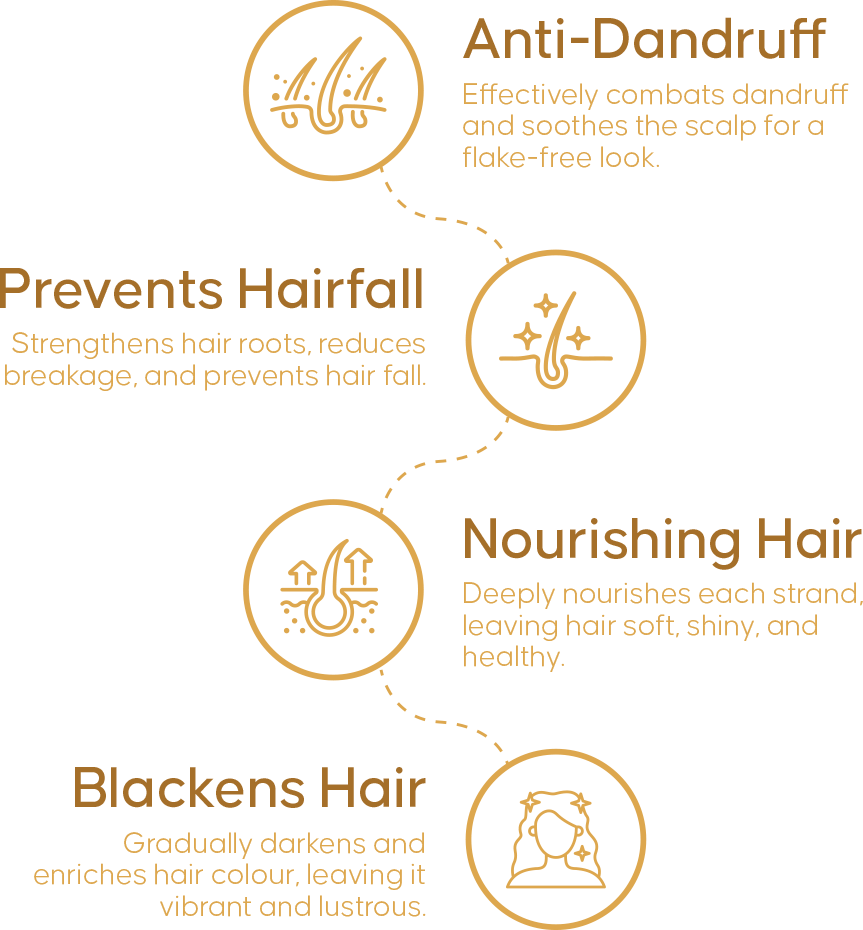 Anti-Dandruff
Effectively combats dandruff
and soothes the scalp for a
flake-free look.
Prevents Hairfall
Strengthens hair roots, reduces
breakage, and prevents hair fall.
Nourishing Hair
Deeply nourishes each strand,
leaving hair soft, shiny, and
healthy.
Blackens Hair
Gradually darkens and
enriches hair colour, leaving it
vibrant and lustrous.